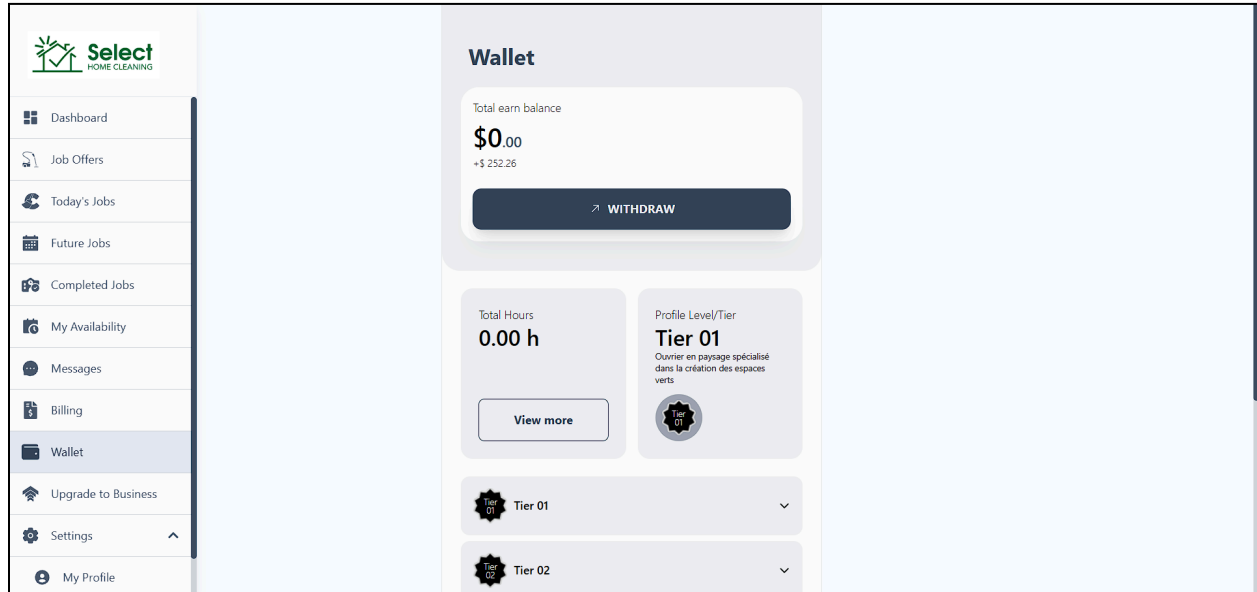 Select
HOME CLEANING
Dashboard
Job Offers
Today's Jobs
Future Jobs
Completed Jobs
My Availability
Messages
Billing
Wallet
Upgrade to Business
Settings
My Profile
Wallet
Total earn balance
$0.00
+$ 252.26
WITHDRAW
Total Hours
0.00 h
View more
Profile Level/Tier
Tier 01
Ouvrier en paysage spécialisé
dans la création des espaces
verts
Tier
01
Tier
01
Tier 01
Tier
02
Tier 02